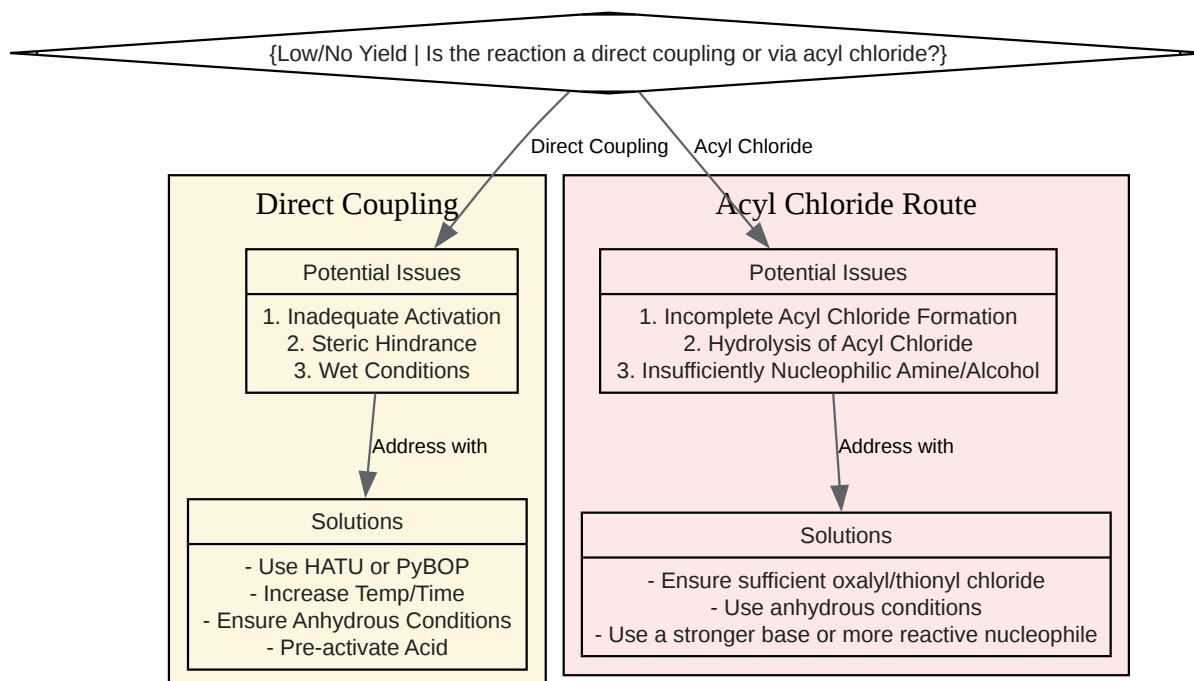 {Low/No Yield | Is the reaction a direct coupling or via acyl chloride?}
Direct Coupling
Acyl Chloride
Direct Coupling
Potential Issues
1. Inadequate Activation
2. Steric Hindrance
3. Wet Conditions
Address with
Solutions
- Use HATU or PyBOP
- Increase Temp/Time
- Ensure Anhydrous Conditions
- Pre-activate Acid
Acyl Chloride Route
Potential Issues
1. Incomplete Acyl Chloride Formation
2. Hydrolysis of Acyl Chloride
3. Insufficiently Nucleophilic Amine/Alcohol
Address with
Solutions
- Ensure sufficient oxalyl/thionyl chloride
- Use anhydrous conditions
- Use a stronger base or more reactive nucleophile